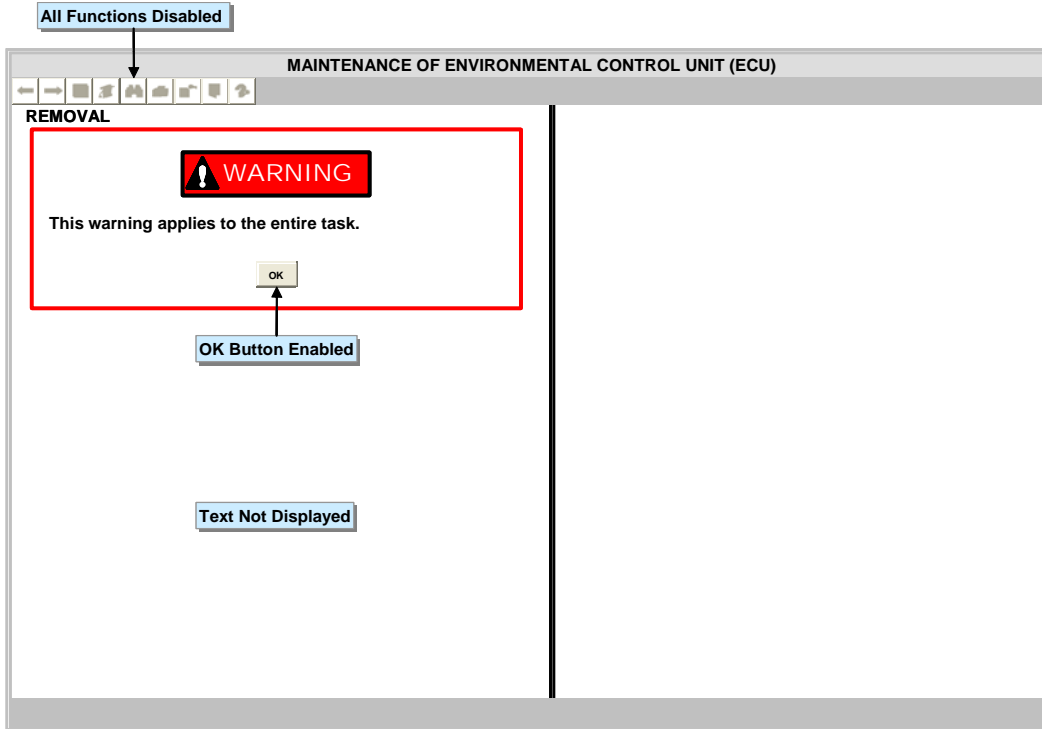 All Functions Disabled
MAINTENANCE OF ENVIRONMENTAL CONTROL UNIT (ECU)
REMOVAL
WARNING
This warning applies to the entire task.
OK
OK Button Enabled
Text Not Displayed